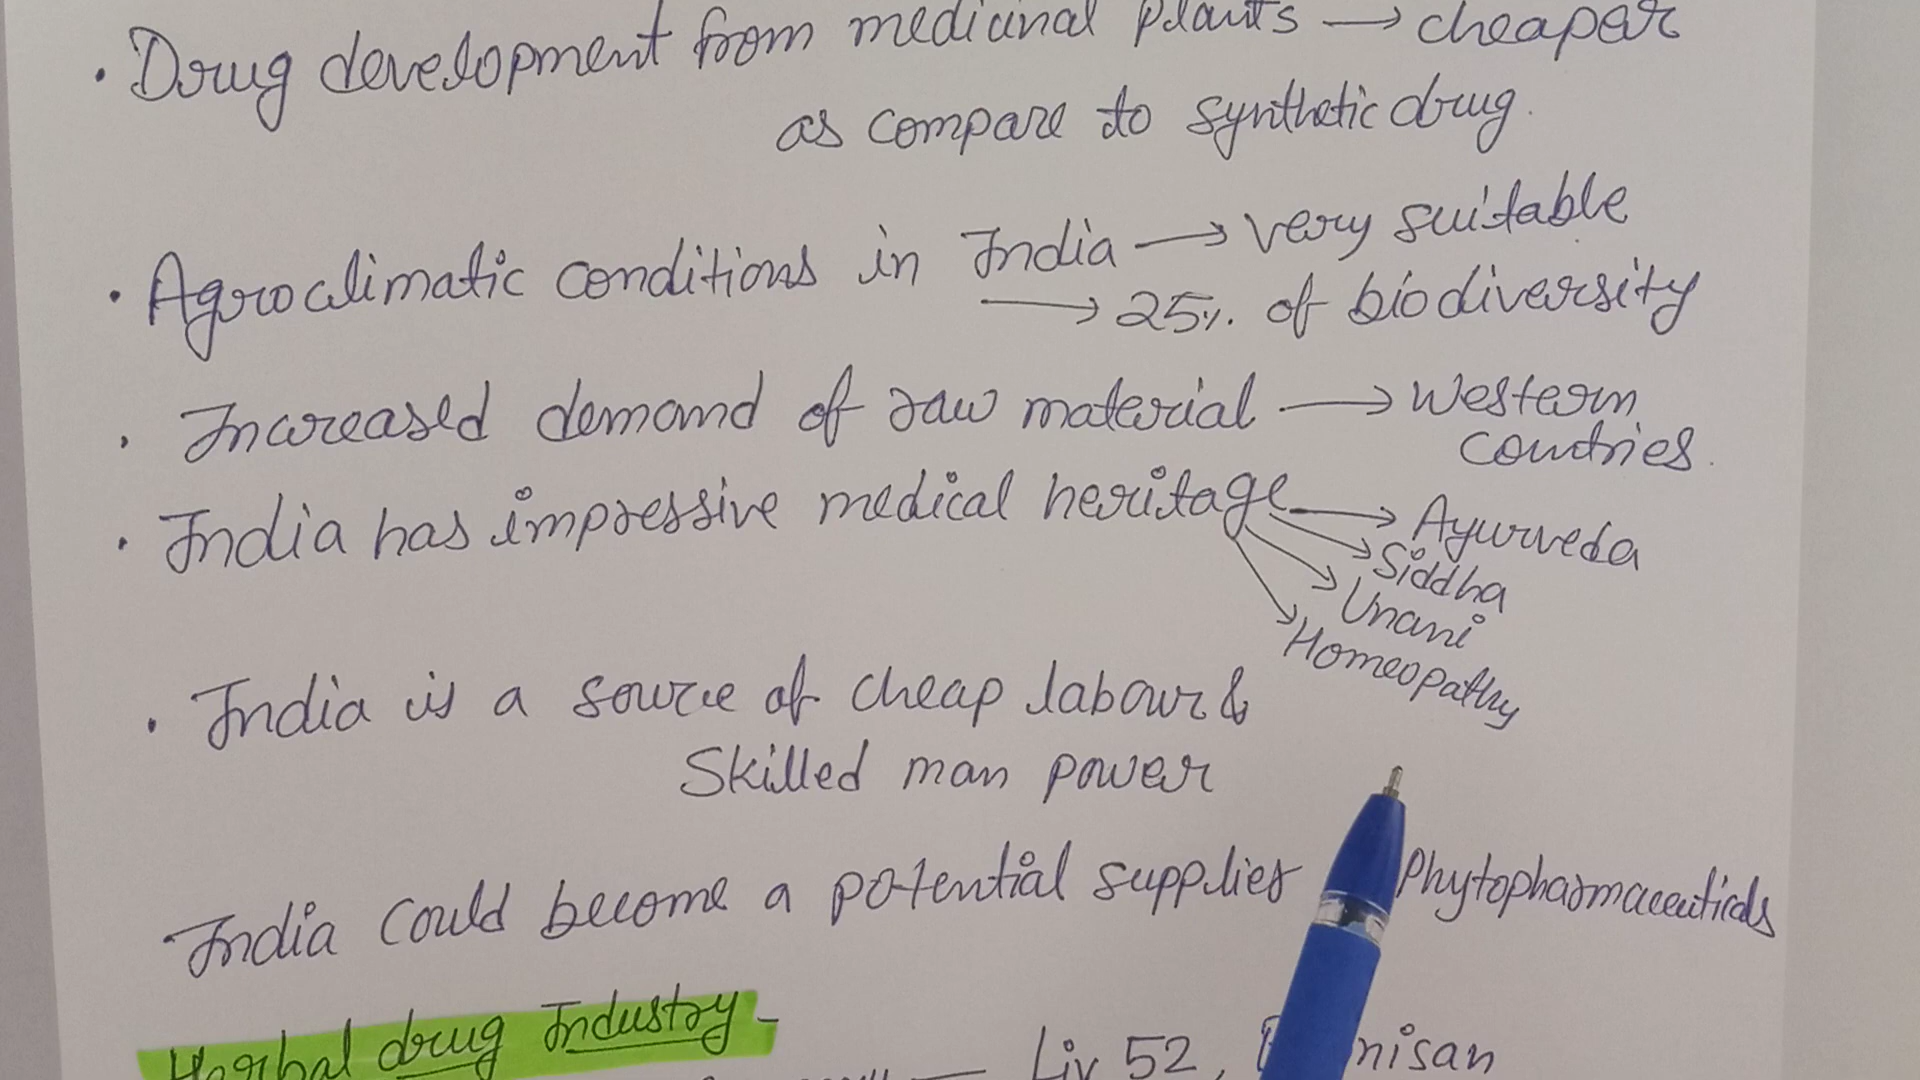 • Drug development from medicinal plants → cheaper
as compare to synthetic drug.
• Agroclimatic conditions in India → very suitable
→ 25% of biodiversity
• Increased demand of raw material → Western
countries.
• India has impressive medical heritage → Ayurveda
→ Siddha
→ Unani
→ Homeopathy
• India is a source of cheap labour &
Skilled man power
• India could become a potential supplier Phytopharmaceuticals
Herbal drug Industry -
— Liv 52,